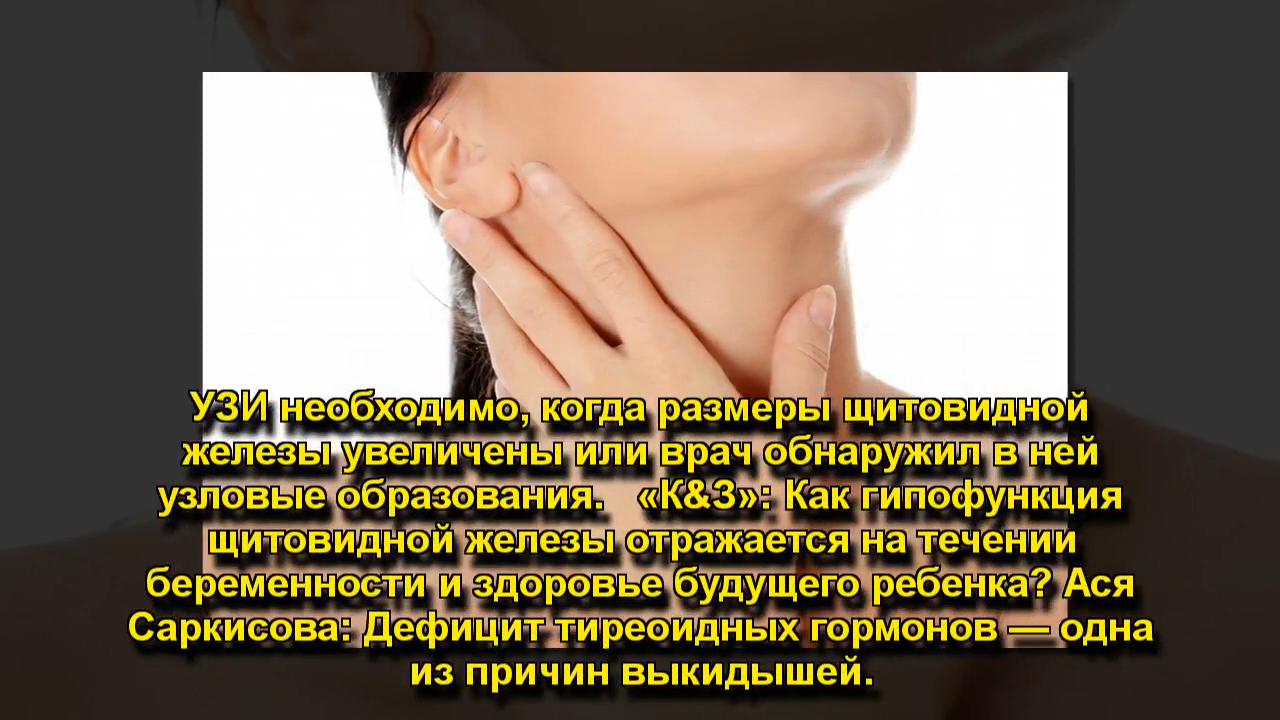 УЗИ необходимо, когда размеры щитовидной
железы увеличены или врач обнаружил в ней
узловые образования.   «К&З»: Как гипофункция
щитовидной железы отражается на течении
беременности и здоровье будущего ребенка? Ася
Саркисова: Дефицит тиреоидных гормонов — одна
из причин выкидышей.